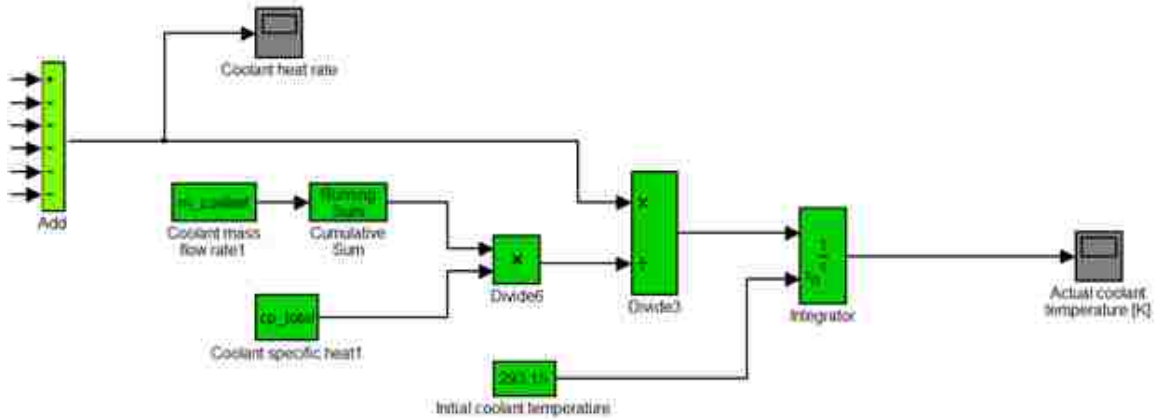 Coolant heat rate
Add
m_coolant
Running
Sum
Coolant mass
flow rate1
Cumulative
Sum
×
Divide6
×
÷
Divide3
cp_total
Coolant specific heat1
293.15
Initial coolant temperature
Integrator
Actual coolant
temperature [K]